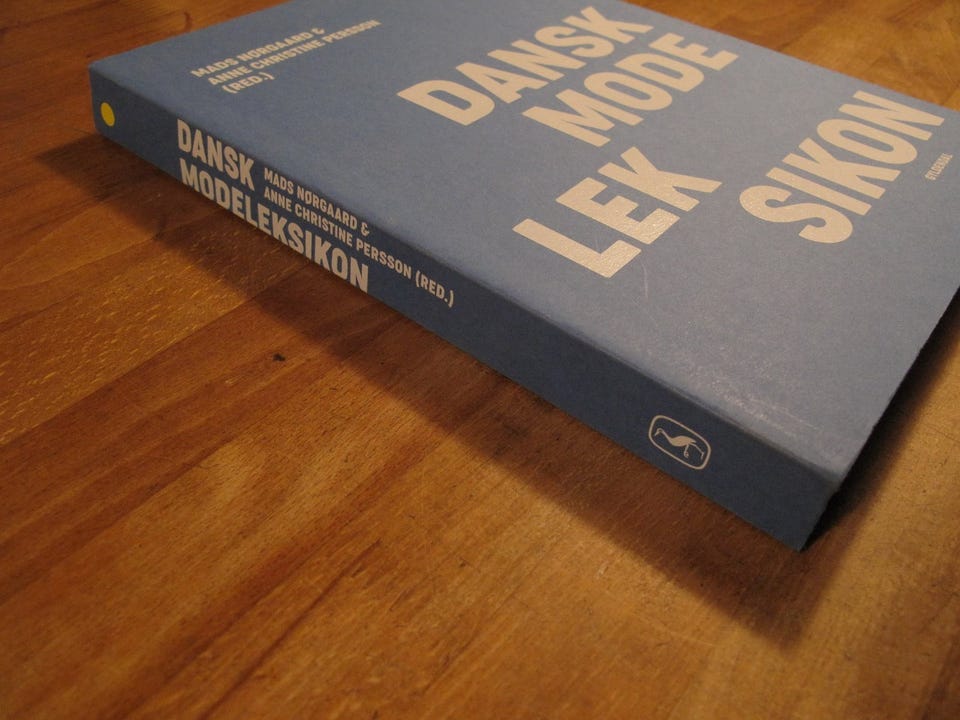 MADS NØRGAARD &
ANNE CHRISTINE PERSSON
(RED.)
DANSK
MODE
LEK
SIKON
GYLDENDAL
DANSK
MODELEKSIKON
MADS NØRGAARD &
ANNE CHRISTINE PERSSON (RED.)